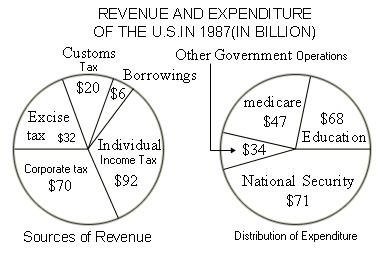 REVENUE AND EXPENDITURE
OF THE U.S.IN 1987(IN BILLION)
Customs
Tax
$20
Borrowings
$6
Excise
tax $32
Individual
Income Tax
$92
Corporate tax
$70
Sources of Revenue
Other Government Operations
medicare
$47
$68
Education
$34
National Security
$71
Distribution of Expenditure